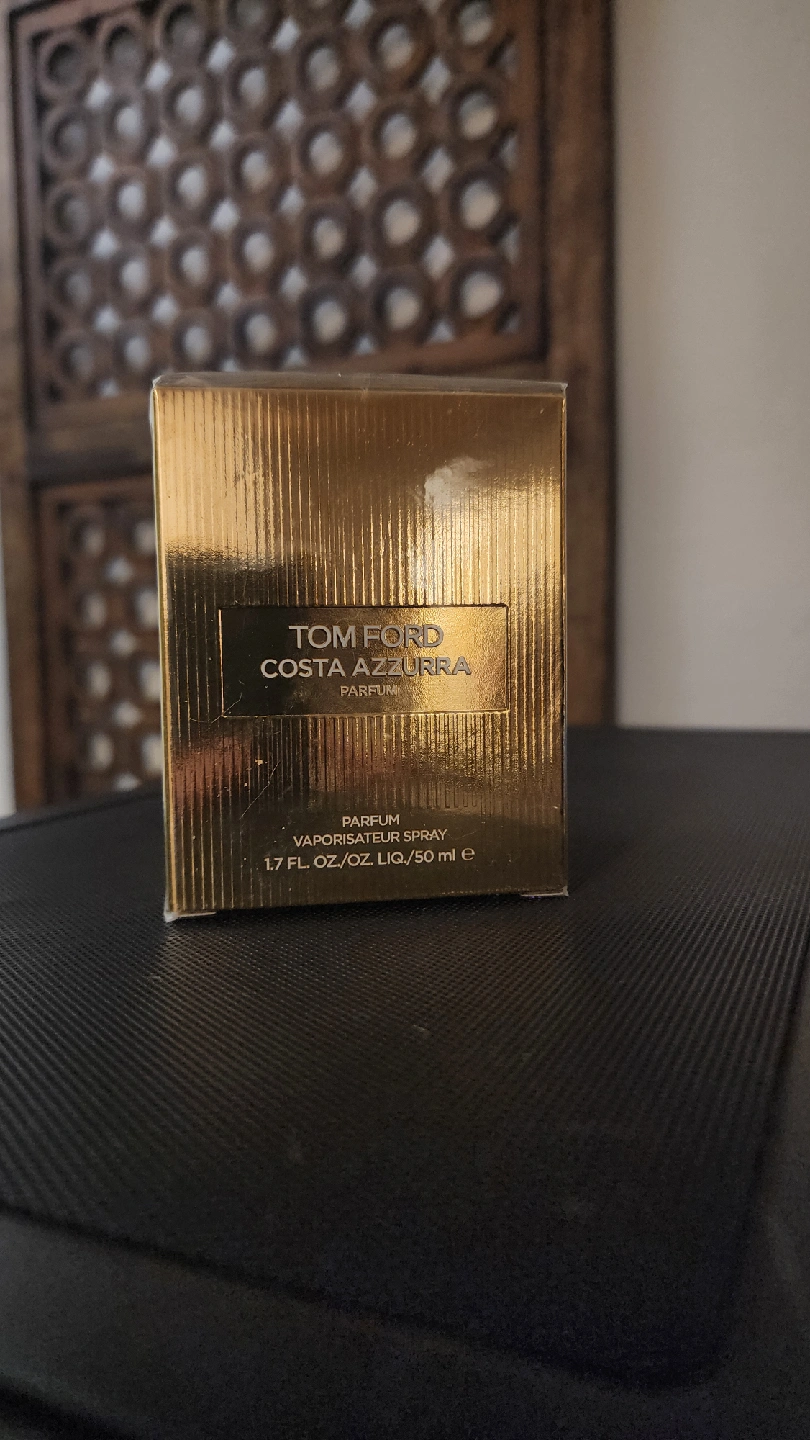 TOM FORD
COSTA AZZURRA
PARFUM
PARFUM
VAPORISATEUR SPRAY
1.7 FL. OZ./OZ. LIQ./50 ml ℮